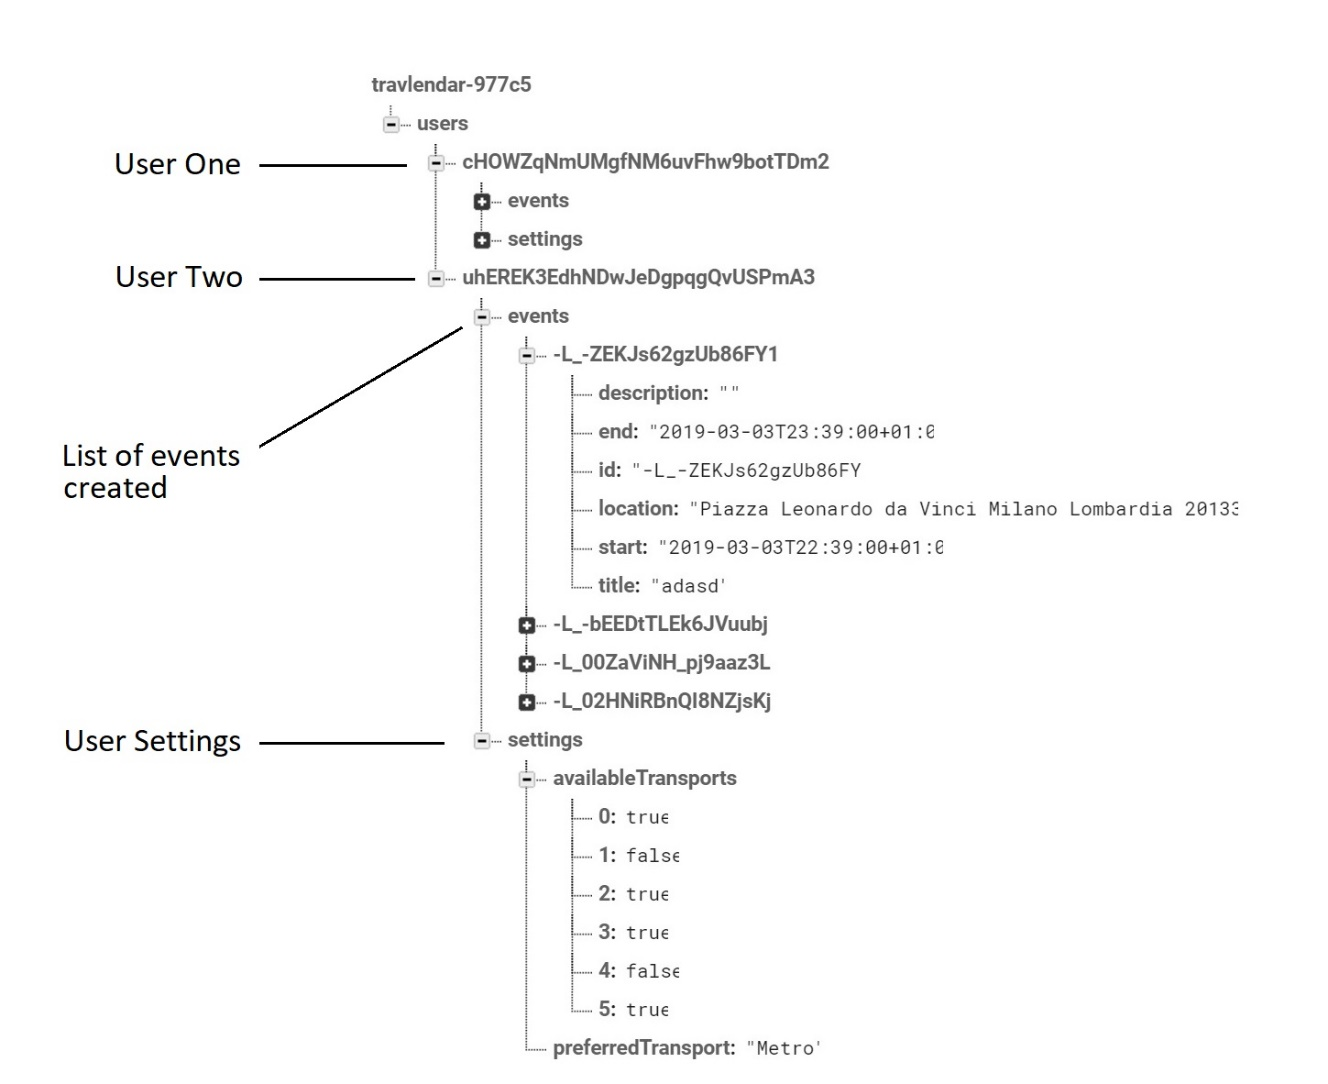 travlendar-977c5
users
User One
cHOWZqNmUMgfNM6uvFhw9botTDm2
events
settings
User Two
uhEREK3EdhNDwJeDgpqgQvUSPmA3
events
-L_-ZEKJs62gzUb86FY1
description: ""
end: "2019-03-03T23:39:00+01:0
List of events
created
id: "-L_-ZEKJs62gzUb86FY
location: "Piazza Leonardo da Vinci Milano Lombardia 20133
start: "2019-03-03T22:39:00+01:0
title: "adasd'
-L_-bEEDtTLEk6JVuubj
-L_00ZaViNH_pj9aaz3L
-L_02HNiRBnQI8NZjsKj
User Settings
settings
availableTransports
0: true
1: false
2: true
3: true
4: false
5: true
preferredTransport: "Metro'